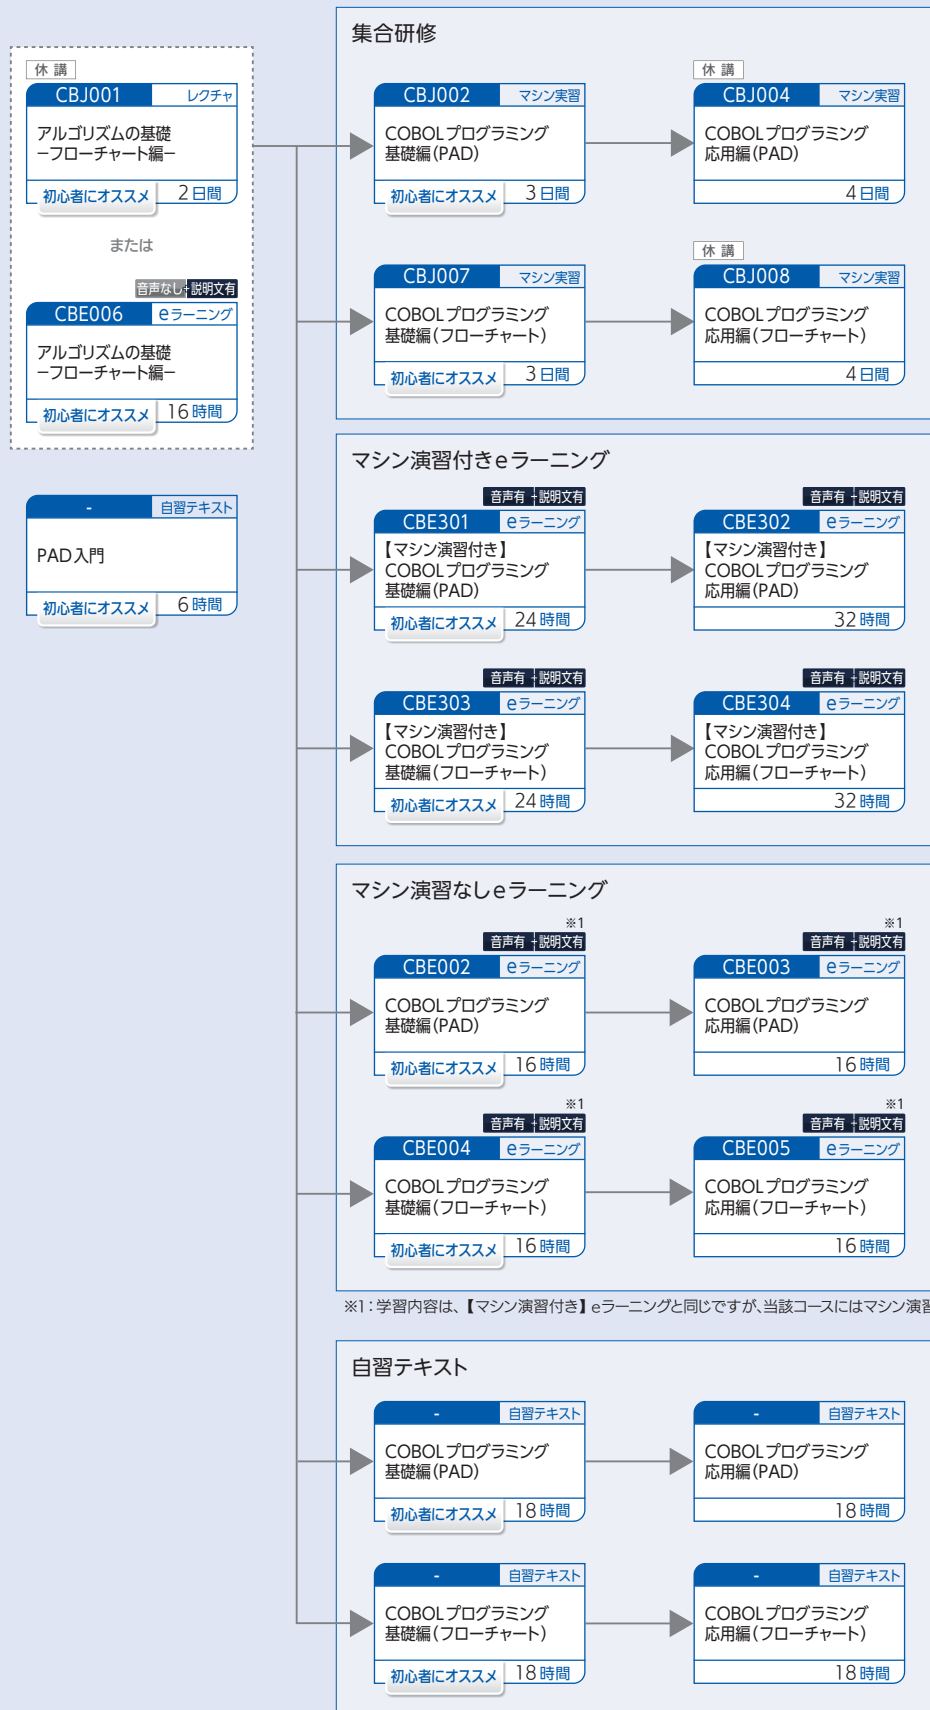 休 講
CBJ001
レクチャ
アルゴリズムの基礎
－フローチャート編－
初心者にオススメ
2日間
または
音声なし 説明文有
CBE006
eラーニング
アルゴリズムの基礎
－フローチャート編－
初心者にオススメ
16時間
-
自習テキスト
PAD入門
初心者にオススメ
6時間
集合研修
CBJ002
マシン実習
COBOLプログラミング
基礎編(PAD)
初心者にオススメ
3日間
休 講
CBJ004
マシン実習
COBOLプログラミング
応用編(PAD)
4日間
CBJ007
マシン実習
COBOLプログラミング
基礎編(フローチャート)
初心者にオススメ
3日間
休 講
CBJ008
マシン実習
COBOLプログラミング
応用編(フローチャート)
4日間
マシン演習付きeラーニング
音声有 説明文有
CBE301
eラーニング
【マシン演習付き】
COBOLプログラミング
基礎編(PAD)
初心者にオススメ
24時間
音声有 説明文有
CBE302
eラーニング
【マシン演習付き】
COBOLプログラミング
応用編(PAD)
32時間
音声有 説明文有
CBE303
eラーニング
【マシン演習付き】
COBOLプログラミング
基礎編(フローチャート)
初心者にオススメ
24時間
音声有 説明文有
CBE304
eラーニング
【マシン演習付き】
COBOLプログラミング
応用編(フローチャート)
32時間
マシン演習なしeラーニング
※1
音声有 説明文有
CBE002
eラーニング
COBOLプログラミング
基礎編(PAD)
初心者にオススメ
16時間
※1
音声有 説明文有
CBE003
eラーニング
COBOLプログラミング
応用編(PAD)
16時間
※1
音声有 説明文有
CBE004
eラーニング
COBOLプログラミング
基礎編(フローチャート)
初心者にオススメ
16時間
※1
音声有 説明文有
CBE005
eラーニング
COBOLプログラミング
応用編(フローチャート)
16時間
※1：学習内容は、【マシン演習付き】eラーニングと同じですが、当該コースにはマシン演習
自習テキスト
-
自習テキスト
COBOLプログラミング
基礎編(PAD)
初心者にオススメ
18時間
-
自習テキスト
COBOLプログラミング
応用編(PAD)
18時間
-
自習テキスト
COBOLプログラミング
基礎編(フローチャート)
初心者にオススメ
18時間
-
自習テキスト
COBOLプログラミング
応用編(フローチャート)
18時間